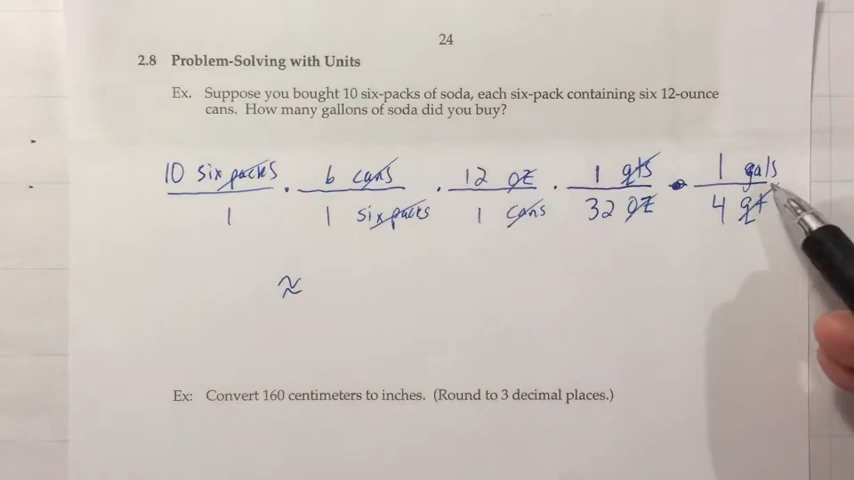 24
2.8 Problem-Solving with Units
Ex. Suppose you bought 10 six-packs of soda, each six-pack containing six 12-ounce
cans. How many gallons of soda did you buy?
10 six packs · 6 cans · 12 oz · 1 qts · 1 gals
1 1 six packs 1 cans 32 oz 4 qt
≈
Ex: Convert 160 centimeters to inches. (Round to 3 decimal places.)